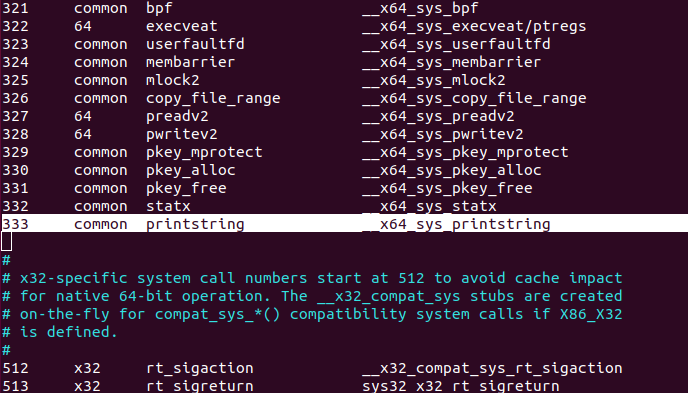 321 common bpf __x64_sys_bpf
322 64 execveat __x64_sys_execveat/ptregs
323 common userfaultfd __x64_sys_userfaultfd
324 common membarrier __x64_sys_membarrier
325 common mlock2 __x64_sys_mlock2
326 common copy_file_range __x64_sys_copy_file_range
327 64 preadv2 __x64_sys_preadv2
328 64 pwritev2 __x64_sys_pwritev2
329 common pkey_mprotect __x64_sys_pkey_mprotect
330 common pkey_alloc __x64_sys_pkey_alloc
331 common pkey_free __x64_sys_pkey_free
332 common statx __x64_sys_statx
333 common printstring __x64_sys_printstring
#
# x32-specific system call numbers start at 512 to avoid cache impact
# for native 64-bit operation. The __x32_compat_sys stubs are created
# on-the-fly for compat_sys_*() compatibility system calls if X86_X32
# is defined.
#
512 x32 rt_sigaction __x32_compat_sys_rt_sigaction
513 x32 rt_sigreturn sys32_x32_rt_sigreturn